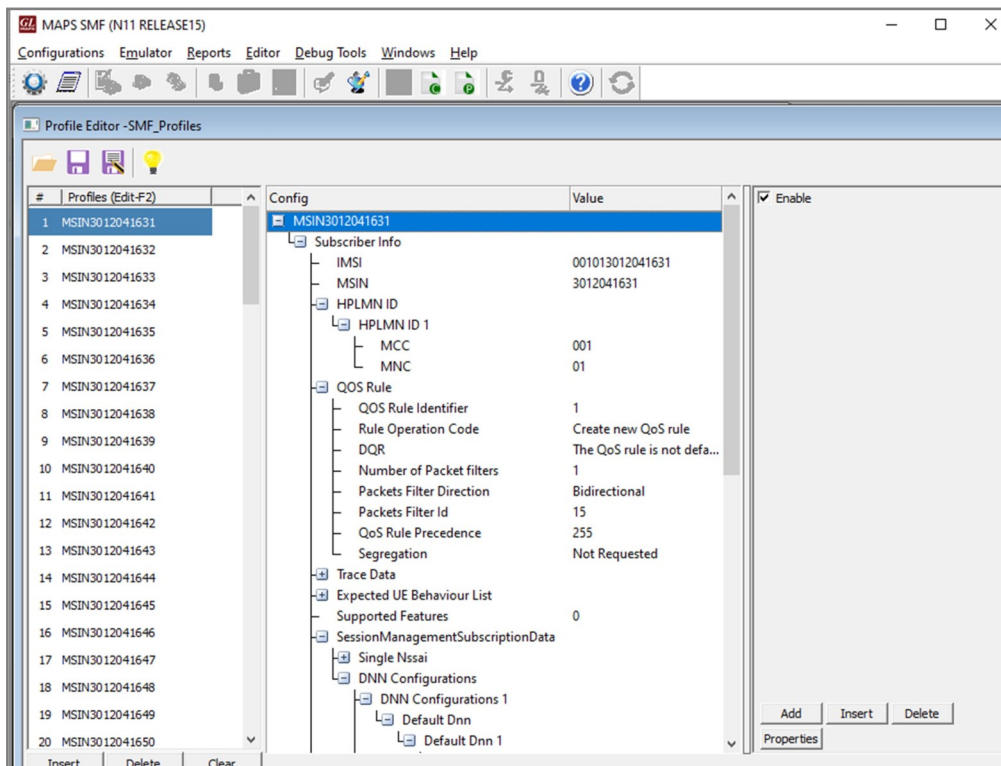 GL MAPS MAPS SMF (N11 RELEASE15)
Configurations Emulator Reports Editor Debug Tools Windows Help
Profile Editor -SMF_Profiles
# Profiles (Edit-F2)
1 MSIN3012041631
2 MSIN3012041632
3 MSIN3012041633
4 MSIN3012041634
5 MSIN3012041635
6 MSIN3012041636
7 MSIN3012041637
8 MSIN3012041638
9 MSIN3012041639
10 MSIN3012041640
11 MSIN3012041641
12 MSIN3012041642
13 MSIN3012041643
14 MSIN3012041644
15 MSIN3012041645
16 MSIN3012041646
17 MSIN3012041647
18 MSIN3012041648
19 MSIN3012041649
20 MSIN3012041650
Insert Delete Clear
Config Value
MSIN3012041631
Subscriber Info
IMSI 001013012041631
MSIN 3012041631
HPLMN ID
HPLMN ID 1
MCC 001
MNC 01
QOS Rule
QOS Rule Identifier 1
Rule Operation Code Create new QoS rule
DQR The QoS rule is not defa...
Number of Packet filters 1
Packets Filter Direction Bidirectional
Packets Filter Id 15
QoS Rule Precedence 255
Segregation Not Requested
Trace Data
Expected UE Behaviour List
Supported Features 0
SessionManagementSubscriptionData
Single Nssai
DNN Configurations
DNN Configurations 1
Default Dnn
Default Dnn 1
Enable
Add Insert Delete
Properties